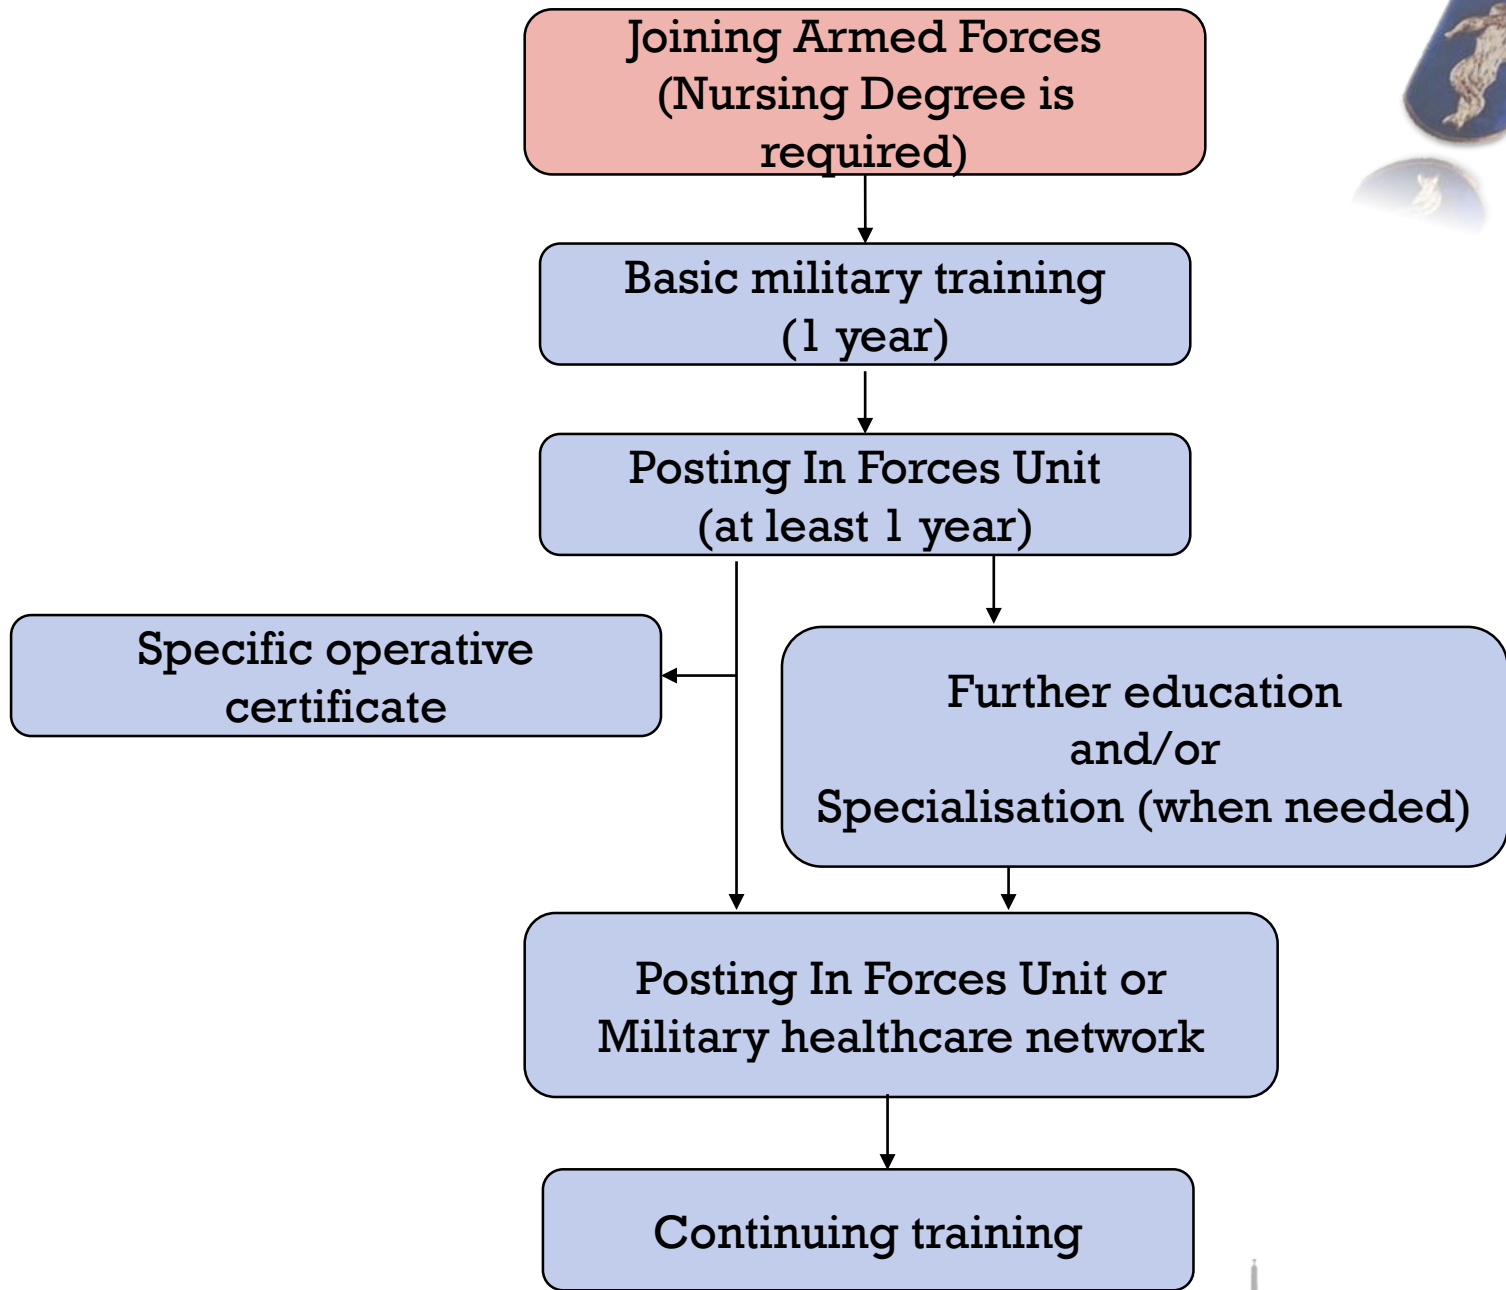 Joining Armed Forces
(Nursing Degree is
required)
Basic military training
(1 year)
Posting In Forces Unit
(at least 1 year)
Specific operative
certificate
Further education
and/or
Specialisation (when needed)
Posting In Forces Unit or
Military healthcare network
Continuing training